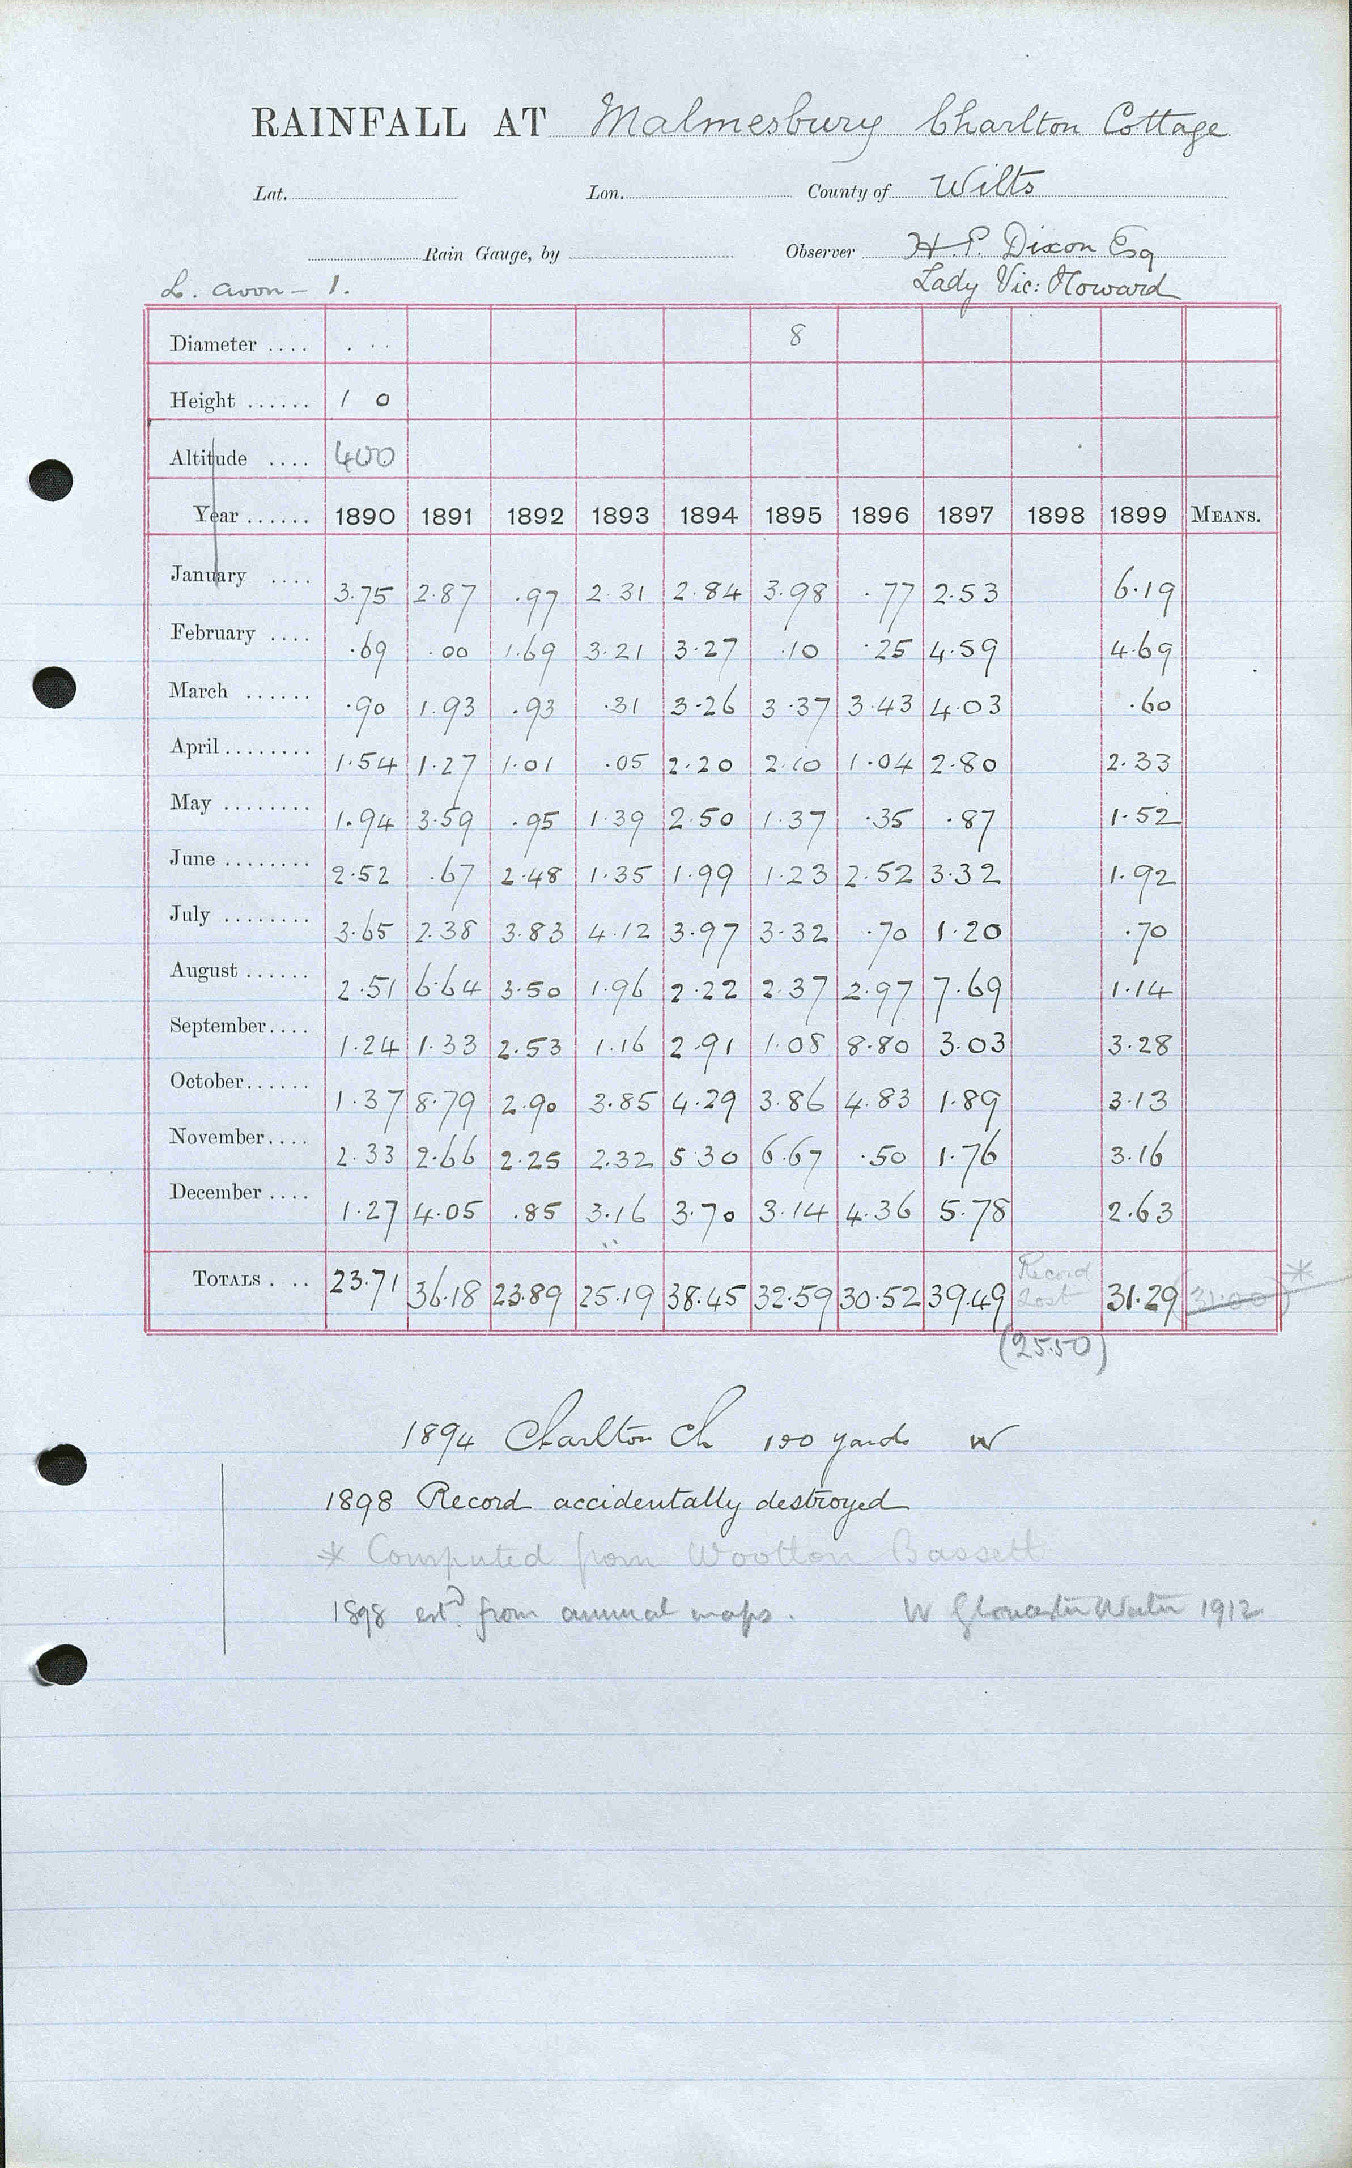 RAINFALL AT Malmesbury Charlton Cottage
Lat. Lon. County of Wilts
Rain Gauge, by Observer H. P. Dixon Esq
L. Avon – 1. Lady Vic: Howard
Diameter .... 8
Height ...... 1 0
Altitude .... 400
Year ...... 1890 1891 1892 1893 1894 1895 1896 1897 1898 1899 MEANS.
January .... 3.75 2.87 .97 2.31 2.84 3.98 .77 2.53 6.19
February .... .69 .00 1.69 3.21 3.27 .10 .25 4.59 4.69
March ...... .90 1.93 .93 .31 3.26 3.37 3.43 4.03 .60
April ........ 1.54 1.27 1.01 .05 2.20 2.10 1.04 2.80 2.33
May ........ 1.94 3.59 .95 1.39 2.50 1.37 .35 .87 1.52
June ........ 2.52 .67 2.48 1.35 1.99 1.23 2.52 3.32 1.92
July ........ 3.65 2.38 3.83 4.12 3.97 3.32 .70 1.20 .70
August ...... 2.51 6.64 3.50 1.96 2.22 2.37 2.97 7.69 1.14
September.... 1.24 1.33 2.53 1.16 2.91 1.08 8.80 3.03 3.28
October...... 1.37 8.79 2.90 3.85 4.29 3.86 4.83 1.89 3.13
November.... 2.33 2.66 2.25 2.32 5.30 6.67 .50 1.76 3.16
December .... 1.27 4.05 .85 3.16 3.70 3.14 4.36 5.78 2.63
TOTALS . .. 23.71 36.18 23.89 25.19 38.45 32.59 30.52 39.49 Record Lost 31.29 (31.00) *
(25.50)
1894 Charlton Ch 150 yards W
1898 Record accidentally destroyed
* Computed from Wootton Bassett
1898 estd from annual maps. W Gloucester Water 1912